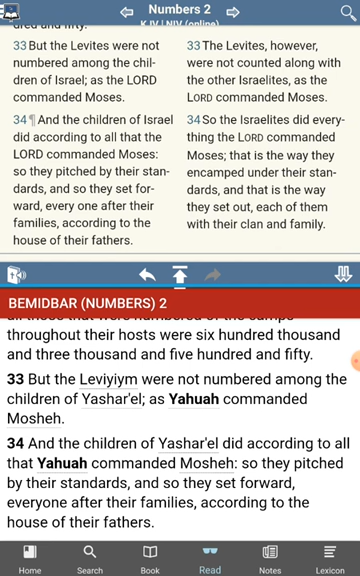 Numbers 2
KJV | NIV (online)
33 But the Levites were not
numbered among the chil-
dren of Israel; as the LORD
commanded Moses.
34 ¶ And the children of Israel
did according to all that the
LORD commanded Moses:
so they pitched by their stan-
dards, and so they set for-
ward, every one after their
families, according to the
house of their fathers.
33 The Levites, however,
were not counted along with
the other Israelites, as the
LORD commanded Moses.
34 So the Israelites did every-
thing the LORD commanded
Moses; that is the way they
encamped under their stan-
dards, and that is the way
they set out, each of them
with their clan and family.
BEMIDBAR (NUMBERS) 2
throughout their hosts were six hundred thousand
and three thousand and five hundred and fifty.
33 But the Leviyiym were not numbered among the
children of Yashar'el; as Yahuah commanded
Mosheh.
34 And the children of Yashar'el did according to all
that Yahuah commanded Mosheh: so they pitched
by their standards, and so they set forward,
everyone after their families, according to the
house of their fathers.
Home Search Book Read Notes Lexicon